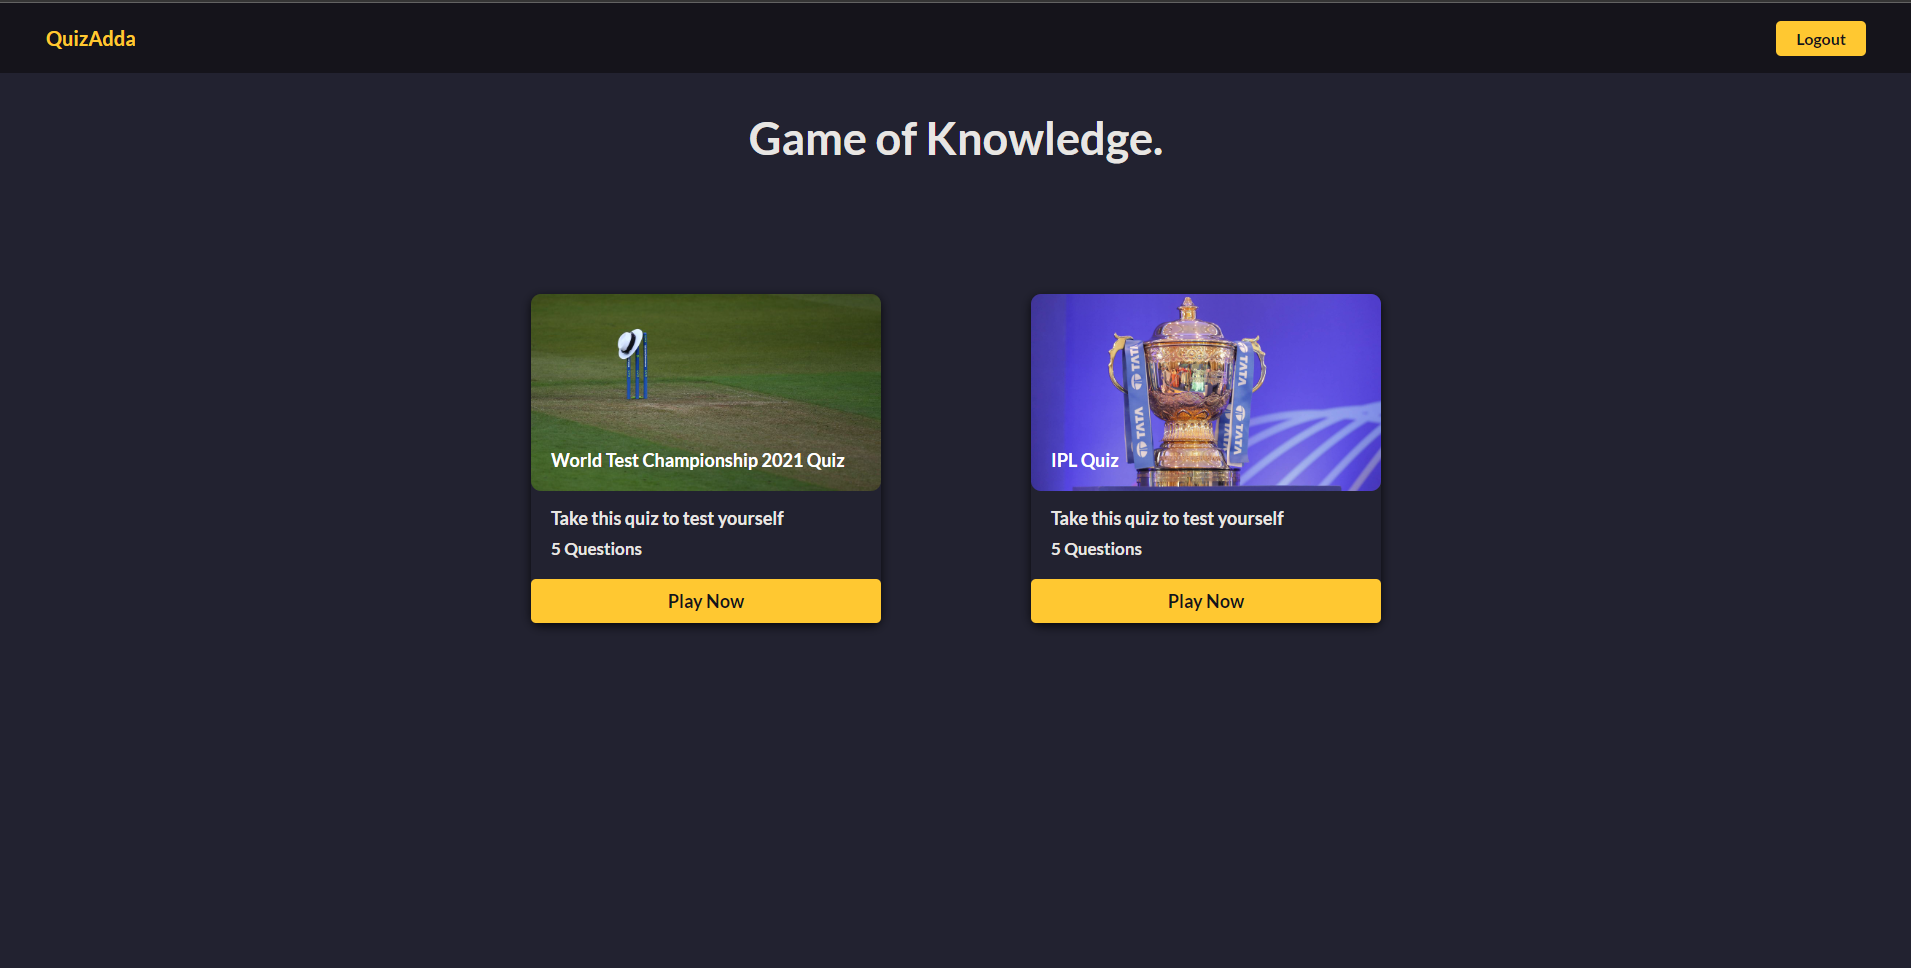 QuizAdda
Logout
Game of Knowledge.
World Test Championship 2021 Quiz
Take this quiz to test yourself
5 Questions
Play Now
TATA
TATA
TATA
TATA
IPL Quiz
Take this quiz to test yourself
5 Questions
Play Now